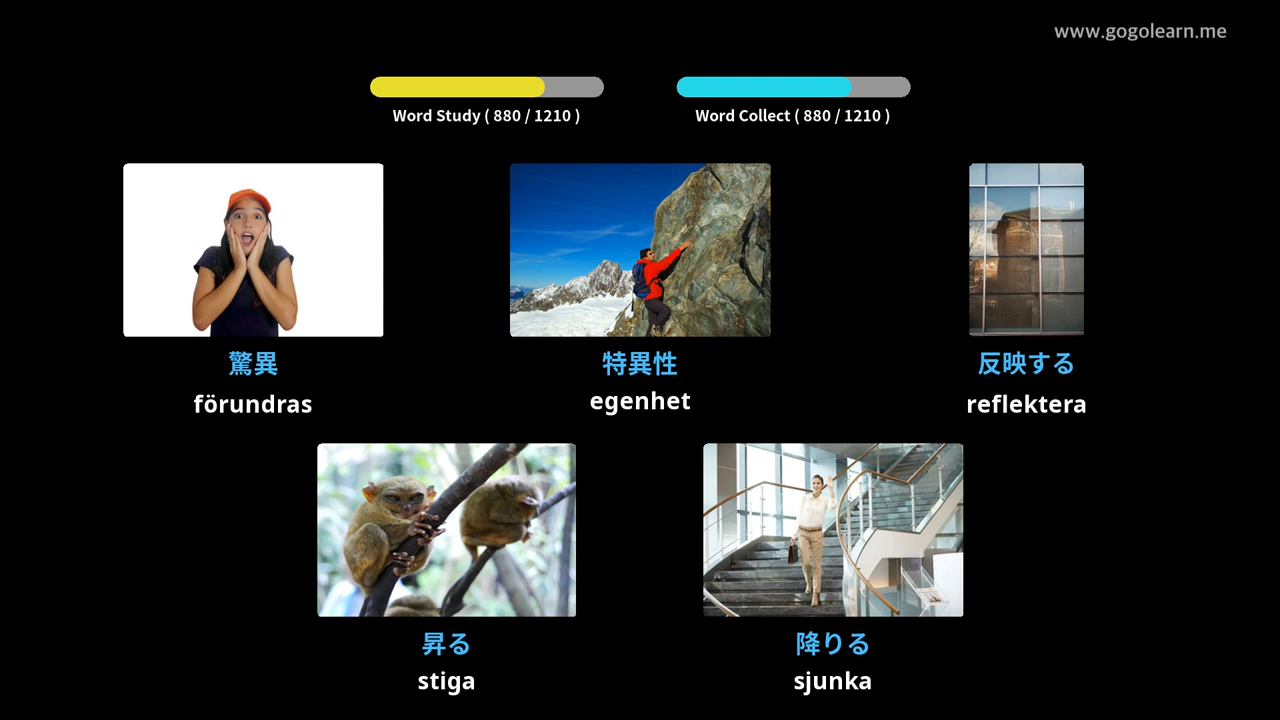 www.gogolearn.me
Word Study ( 880 / 1210 )
Word Collect ( 880 / 1210 )
驚異
förundras
特異性
egenhet
反映する
reflektera
昇る
stiga
降りる
sjunka